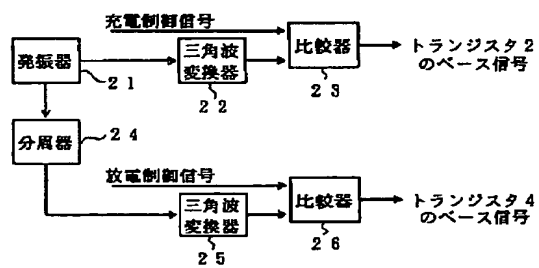 充電制御信号
発振器
21
三角波
変換器
22
比較器
23
トランジスタ2
のベース信号
分周器
24
放電制御信号
三角波
変換器
25
比較器
26
トランジスタ4
のベース信号